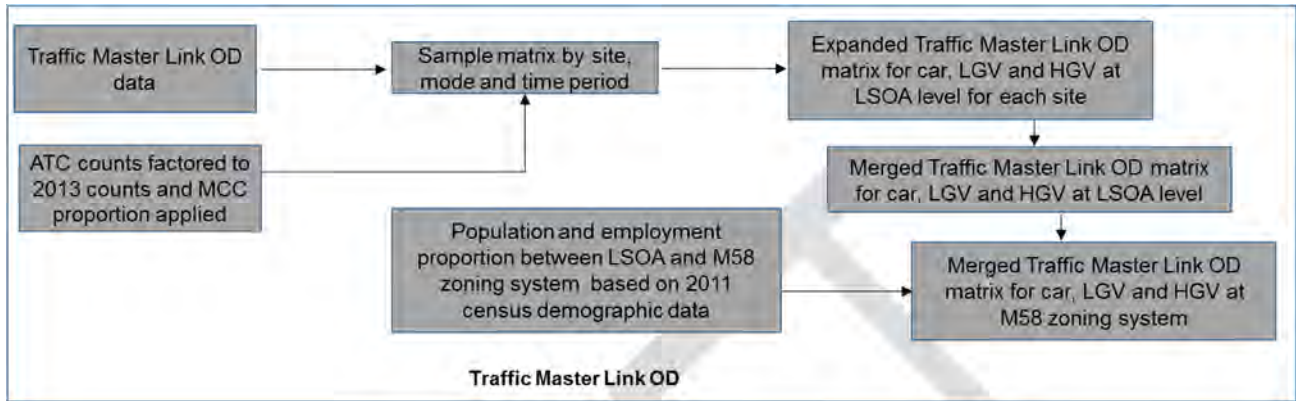 Traffic Master Link OD
data
Sample matrix by site,
mode and time period
Expanded Traffic Master Link OD
matrix for car, LGV and HGV at
LSOA level for each site
ATC counts factored to
2013 counts and MCC
proportion applied
Merged Traffic Master Link OD matrix
for car, LGV and HGV at LSOA level
Population and employment
proportion between LSOA and M58
zoning system based on 2011
census demographic data
Merged Traffic Master Link OD
matrix for car, LGV and HGV at
M58 zoning system
Traffic Master Link OD